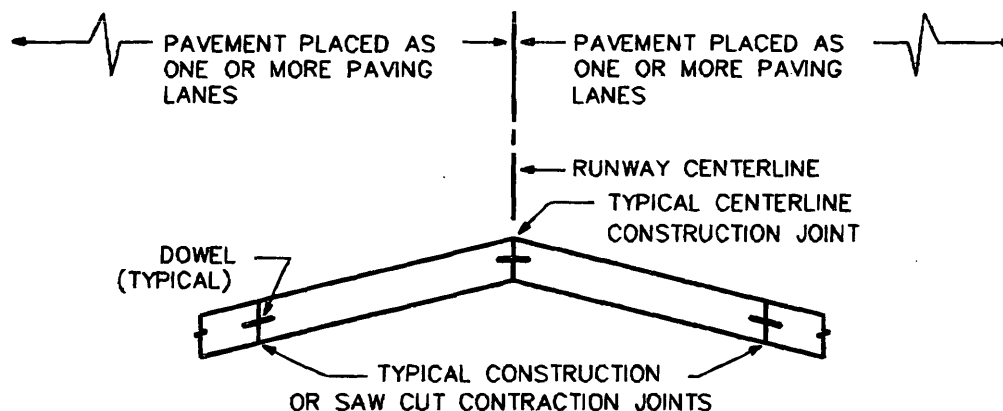 PAVEMENT PLACED AS
ONE OR MORE PAVING
LANES
PAVEMENT PLACED AS
ONE OR MORE PAVING
LANES
RUNWAY CENTERLINE
TYPICAL CENTERLINE
CONSTRUCTION JOINT
DOWEL
(TYPICAL)
TYPICAL CONSTRUCTION
OR SAW CUT CONTRACTION JOINTS